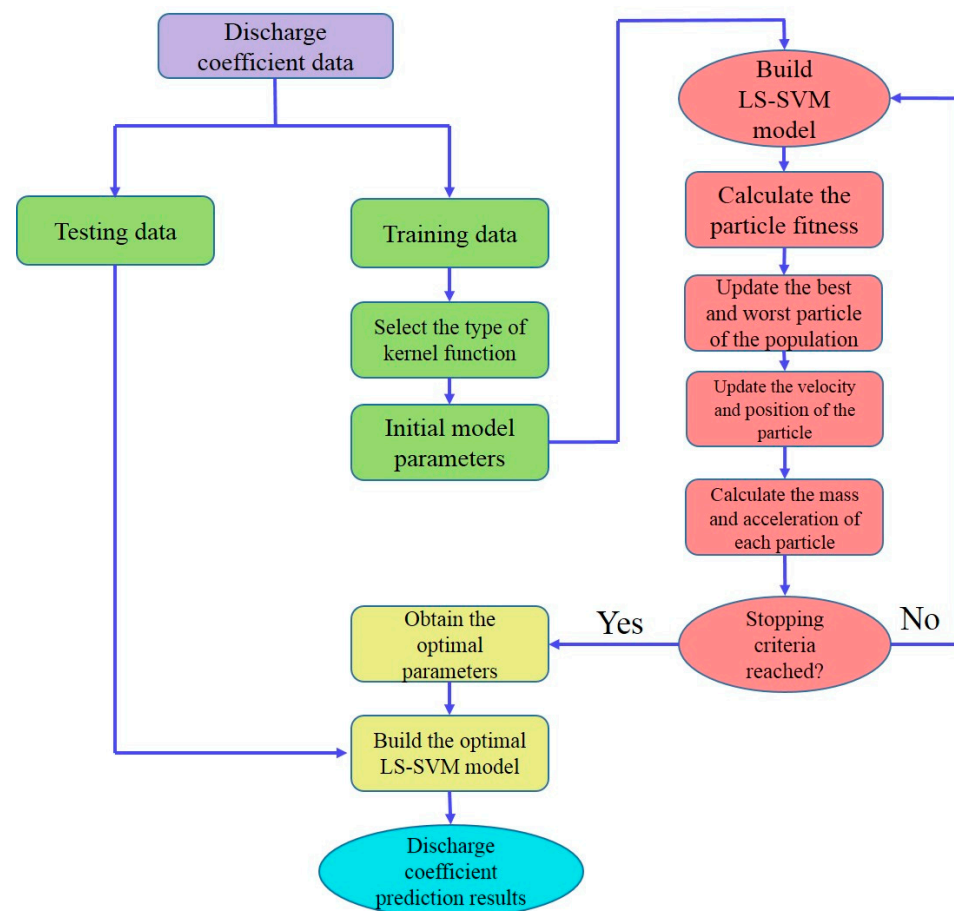 Discharge
coefficient data
Testing data
Training data
Select the type of
kernel function
Initial model
parameters
Build
LS-SVM
model
Calculate the
particle fitness
Update the best
and worst particle
of the population
Update the velocity
and position of the
particle
Calculate the mass
and acceleration of
each particle
Stopping
criteria
reached?
Yes
No
Obtain the
optimal
parameters
Build the optimal
LS-SVM model
Discharge
coefficient
prediction results